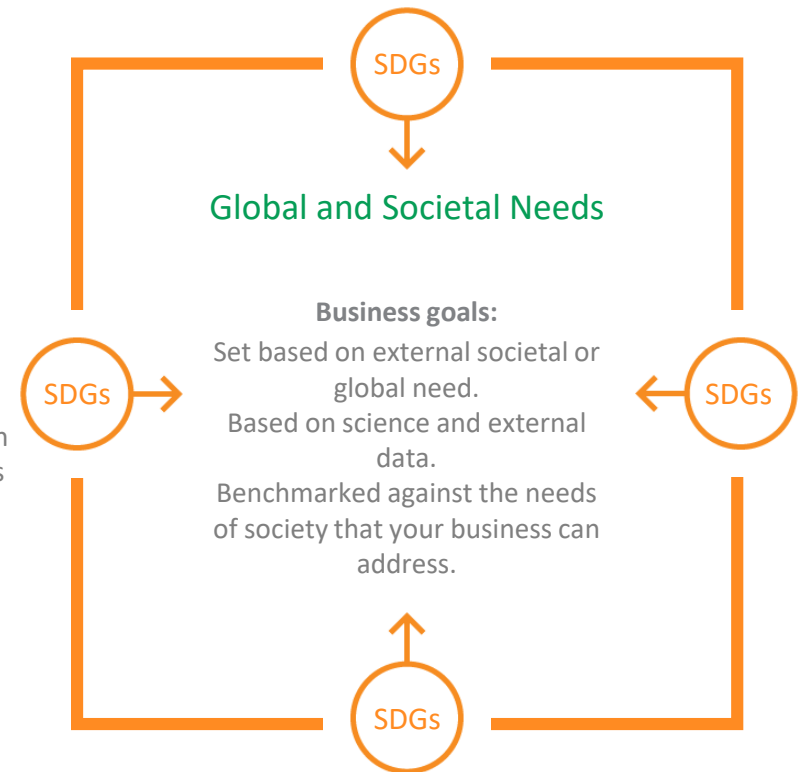 SDGs
Global and Societal Needs
Business goals:
Set based on external societal or
global need.
SDGs
SDGs
Based on science and external
data.
Benchmarked against the needs
of society that your business can
address.
SDGs